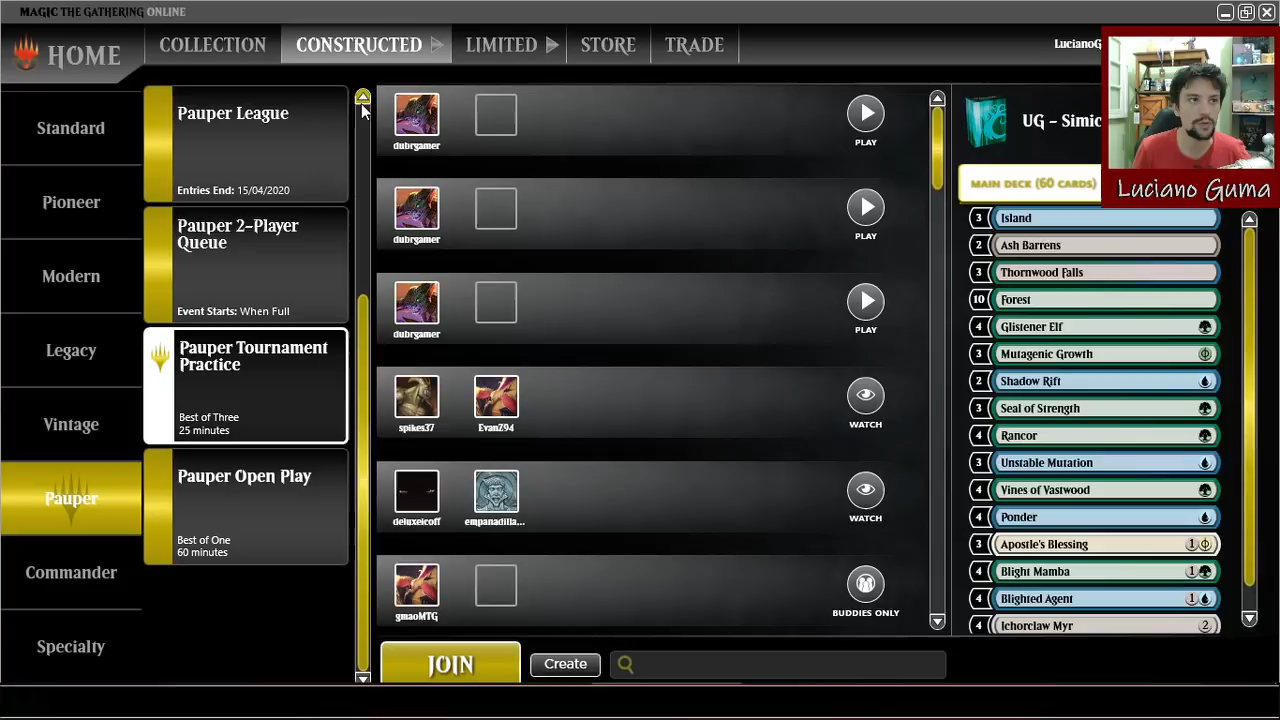 MAGIC THE GATHERING ONLINE
HOME
COLLECTION
CONSTRUCTED
LIMITED
STORE
TRADE
LucianoG
Standard
Pioneer
Modern
Legacy
Vintage
Pauper
Commander
Specialty
Pauper League
Entries End: 15/04/2020
Pauper 2-Player
Queue
Event Starts: When Full
Pauper Tournament
Practice
Best of Three
25 minutes
Pauper Open Play
Best of One
60 minutes
dubrgamer
PLAY
dubrgamer
PLAY
dubrgamer
PLAY
spikes37
EvanZ94
WATCH
deluxeicoff
empanadilla...
WATCH
gmaoMTG
BUDDIES ONLY
JOIN
Create
UG - Simic
MAIN DECK (60 CARDS)
Luciano Guma
3 Island
2 Ash Barrens
3 Thornwood Falls
10 Forest
4 Glistener Elf
3 Mutagenic Growth
2 Shadow Rift
3 Seal of Strength
4 Rancor
3 Unstable Mutation
4 Vines of Vastwood
4 Ponder
3 Apostle's Blessing 1
4 Blight Mamba 1
4 Blighted Agent 1
4 Ichorclaw Myr 2